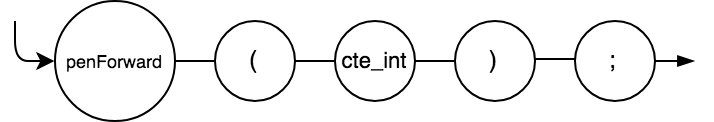 penForward ( cte_int ) ;